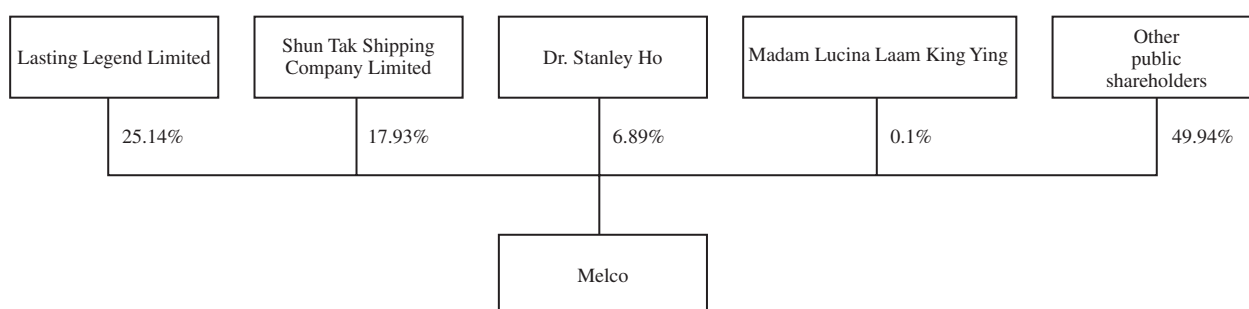 Lasting Legend Limited
Shun Tak Shipping
Company Limited
Dr. Stanley Ho
Madam Lucina Laam King Ying
Other
public
shareholders
25.14%
17.93%
6.89%
0.1%
49.94%
Melco